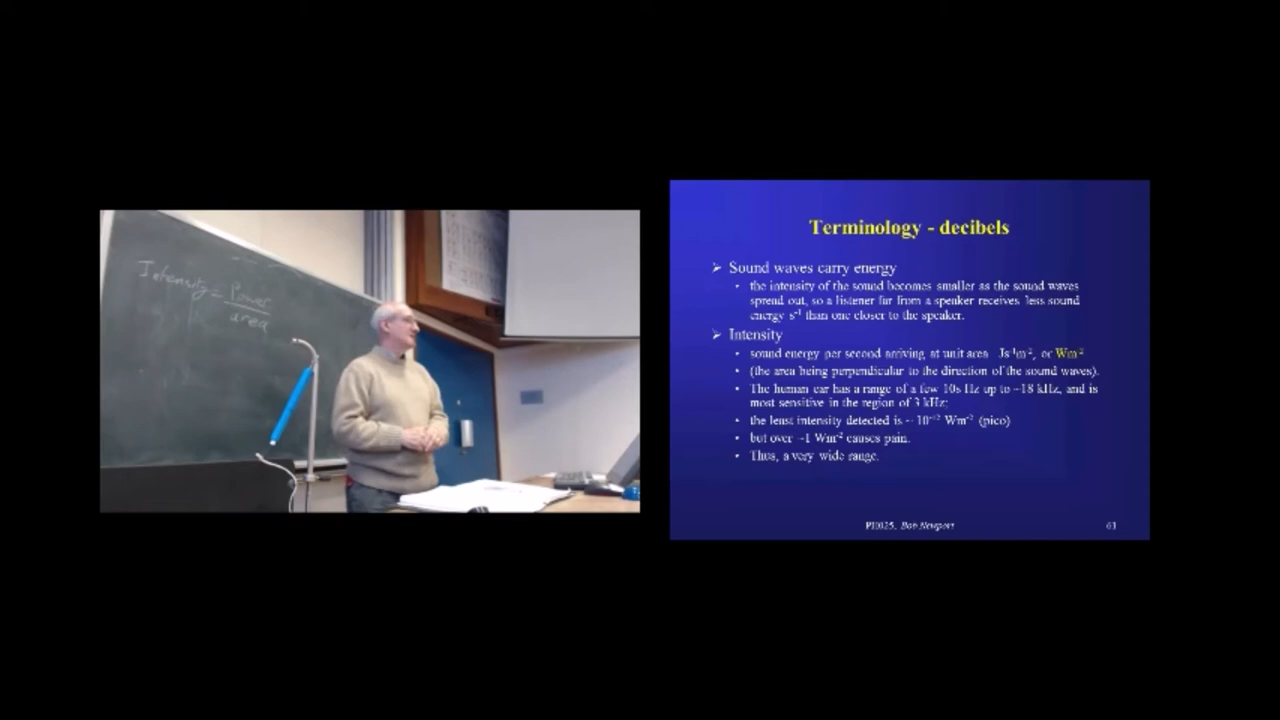 Intensity = Power
area
Terminology - decibels
Sound waves carry energy
the intensity of the sound becomes smaller as the sound waves
spread out, so a listener far from a speaker receives less sound
energy s⁻¹ than one closer to the speaker.
Intensity
sound energy per second arriving at unit area Js⁻¹m⁻², or Wm⁻²
(the area being perpendicular to the direction of the sound waves).
The human ear has a range of a few 10s Hz up to ~18 kHz, and is
most sensitive in the region of 3 kHz;
the least intensity detected is ~ 10⁻¹² Wm⁻² (pico)
but over ~1 Wm⁻² causes pain.
Thus, a very wide range.
PH025, Bob Newport
61